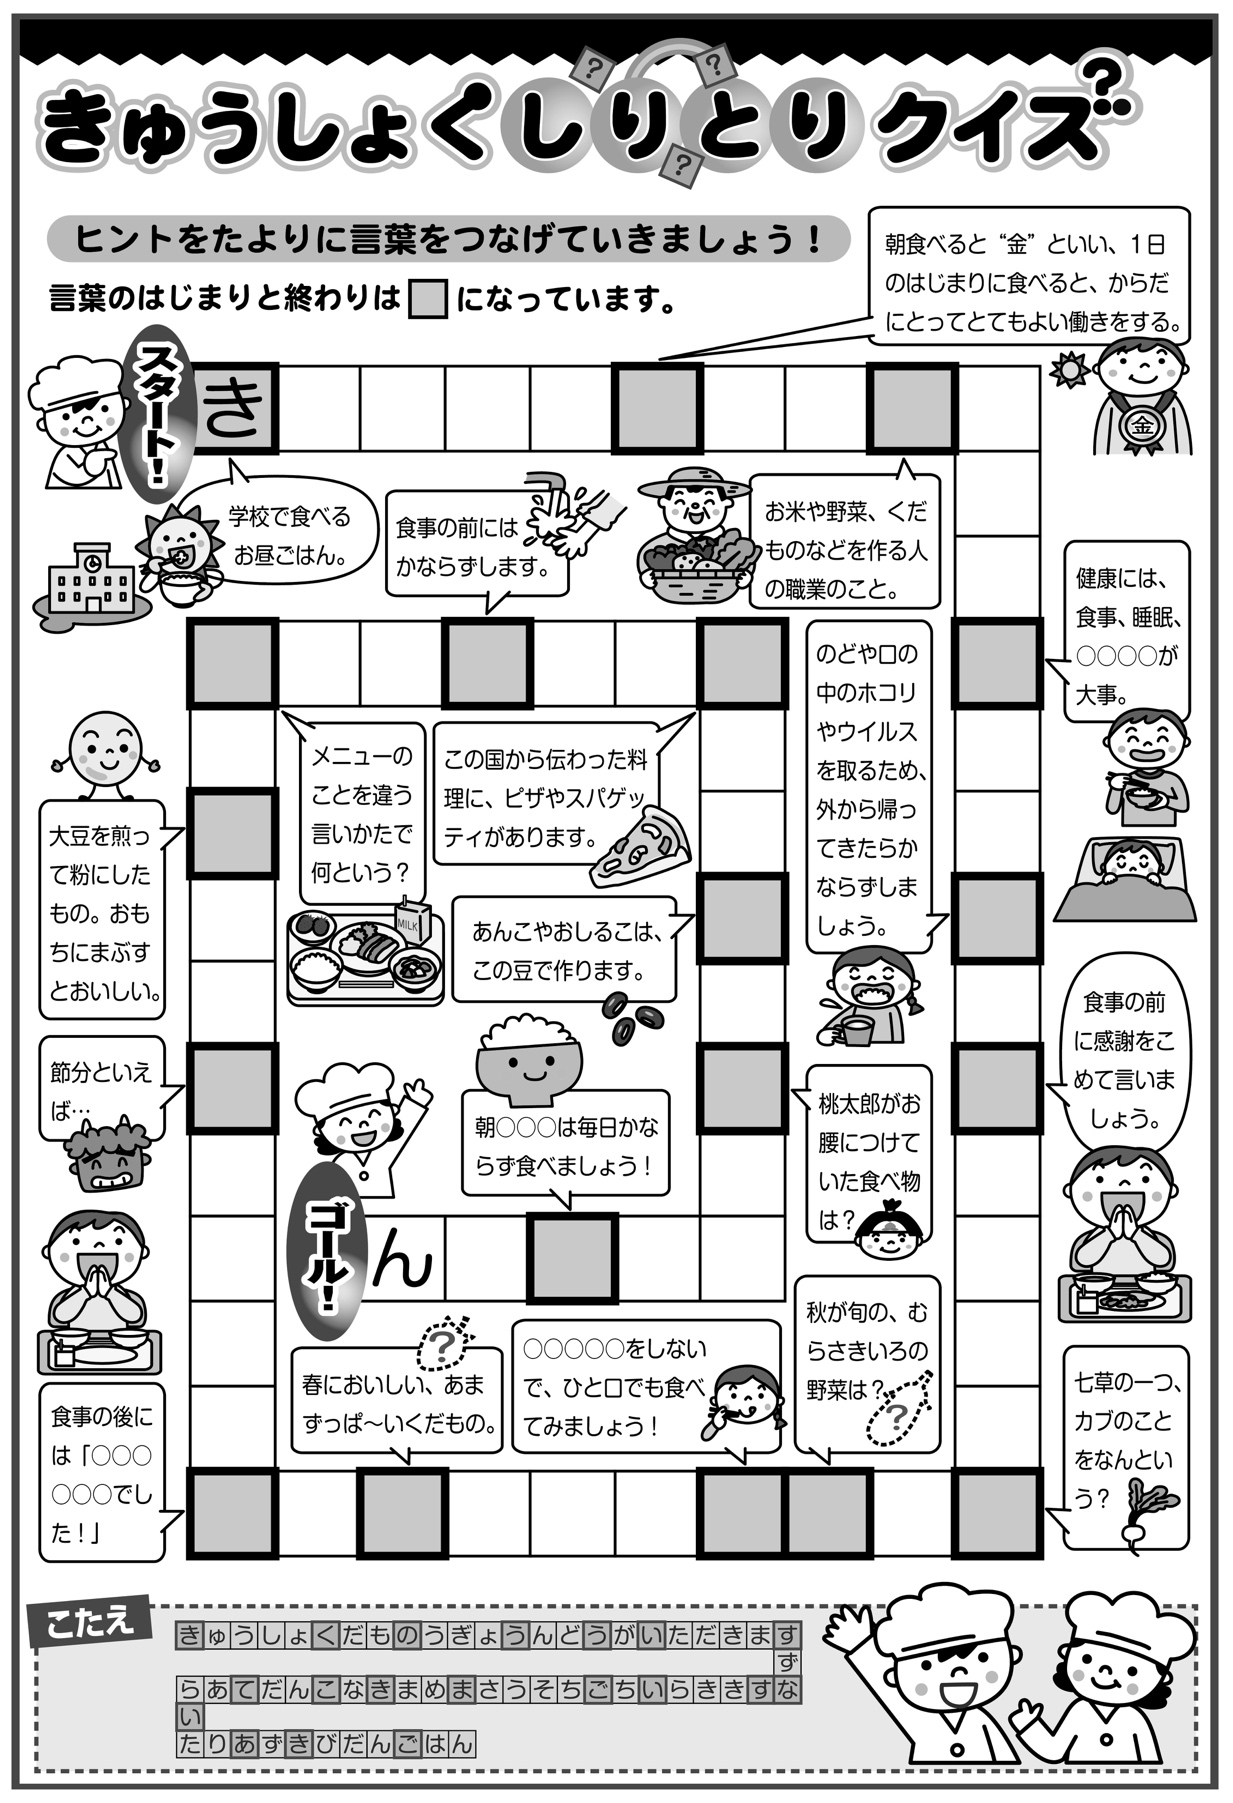 きゅうしょくしりとりクイズ?
ヒントをたよりに言葉をつなげていきましょう！
言葉のはじまりと終わりは
になっています。
朝食べると“金”といい、１日
のはじまりに食べると、からだ
にとってとてもよい働きをする。
金
スタート！
き
学校で食べる
お昼ごはん。
食事の前には
かならずします。
お米や野菜、くだ
ものなどを作る人
の職業のこと。
健康には、
食事、睡眠、
○○○○が
大事。
のどや口の
中のホコリ
やウイルス
を取るため、
外から帰っ
てきたらか
ならずしま
しょう。
メニューの
ことを違う
言いかたで
何という？
この国から伝わった料
理に、ピザやスパゲッ
ティがあります。
大豆を煎っ
て粉にした
もの。おも
ちにまぶす
とおいしい。
MILK
あんこやおしるこは、
この豆で作ります。
食事の前
に感謝をこ
めて言いま
しょう。
節分といえ
ば…
朝○○○は毎日かな
らず食べましょう！
桃太郎がお
腰につけて
いた食べ物
は？
ゴール！
ん
秋が旬の、む
らさきいろの
野菜は？
?
春においしい、あま
ずっぱ〜いくだもの。
?
○○○○○をしない
で、ひと口でも食べ
てみましょう！
食事の後に
は「○○○
○○○でし
た！」
七草の一つ、
カブのこと
をなんとい
う？
こたえ
きゅうしょくだものうぎょうんどうがいただきます
ず
らあてだんこなきまめまさうそちごちいらききすな
い
たりあずきびだんごはん